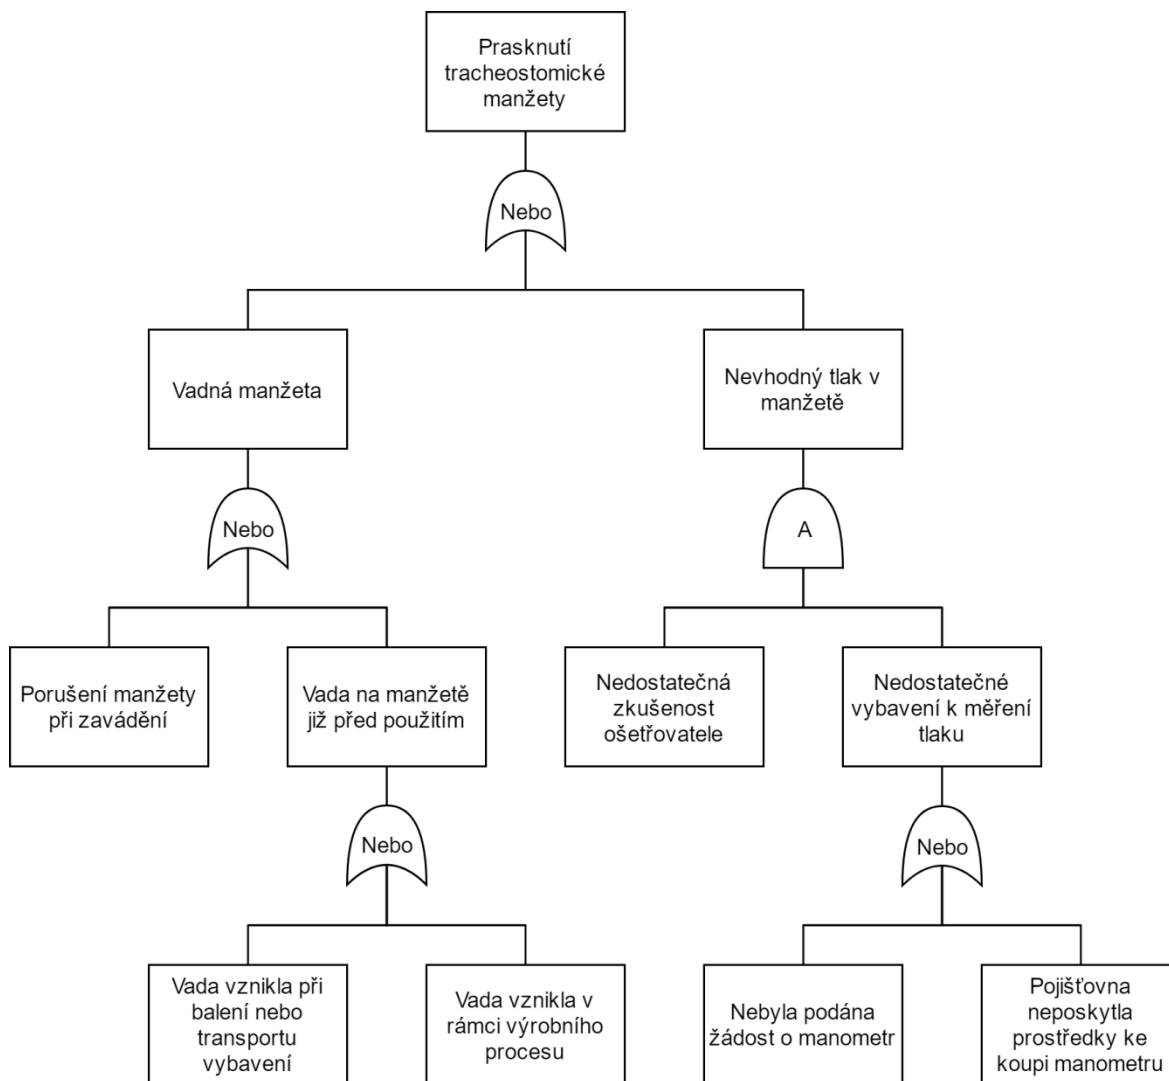 Prasknutí
tracheostomické
manžety
Nebo
Vadná manžeta
Nevhodný tlak v
manžetě
Nebo
A
Porušení manžety
při zavádění
Vada na manžetě
již před použitím
Nedostatečná
zkušenost
ošetřovatele
Nedostatečné
vybavení k měření
tlaku
Nebo
Nebo
Vada vznikla při
balení nebo
transportu
vybavení
Vada vznikla v
rámci výrobního
procesu
Nebyla podána
žádost o manometr
Pojišťovna
neposkytla
prostředky ke
koupi manometru